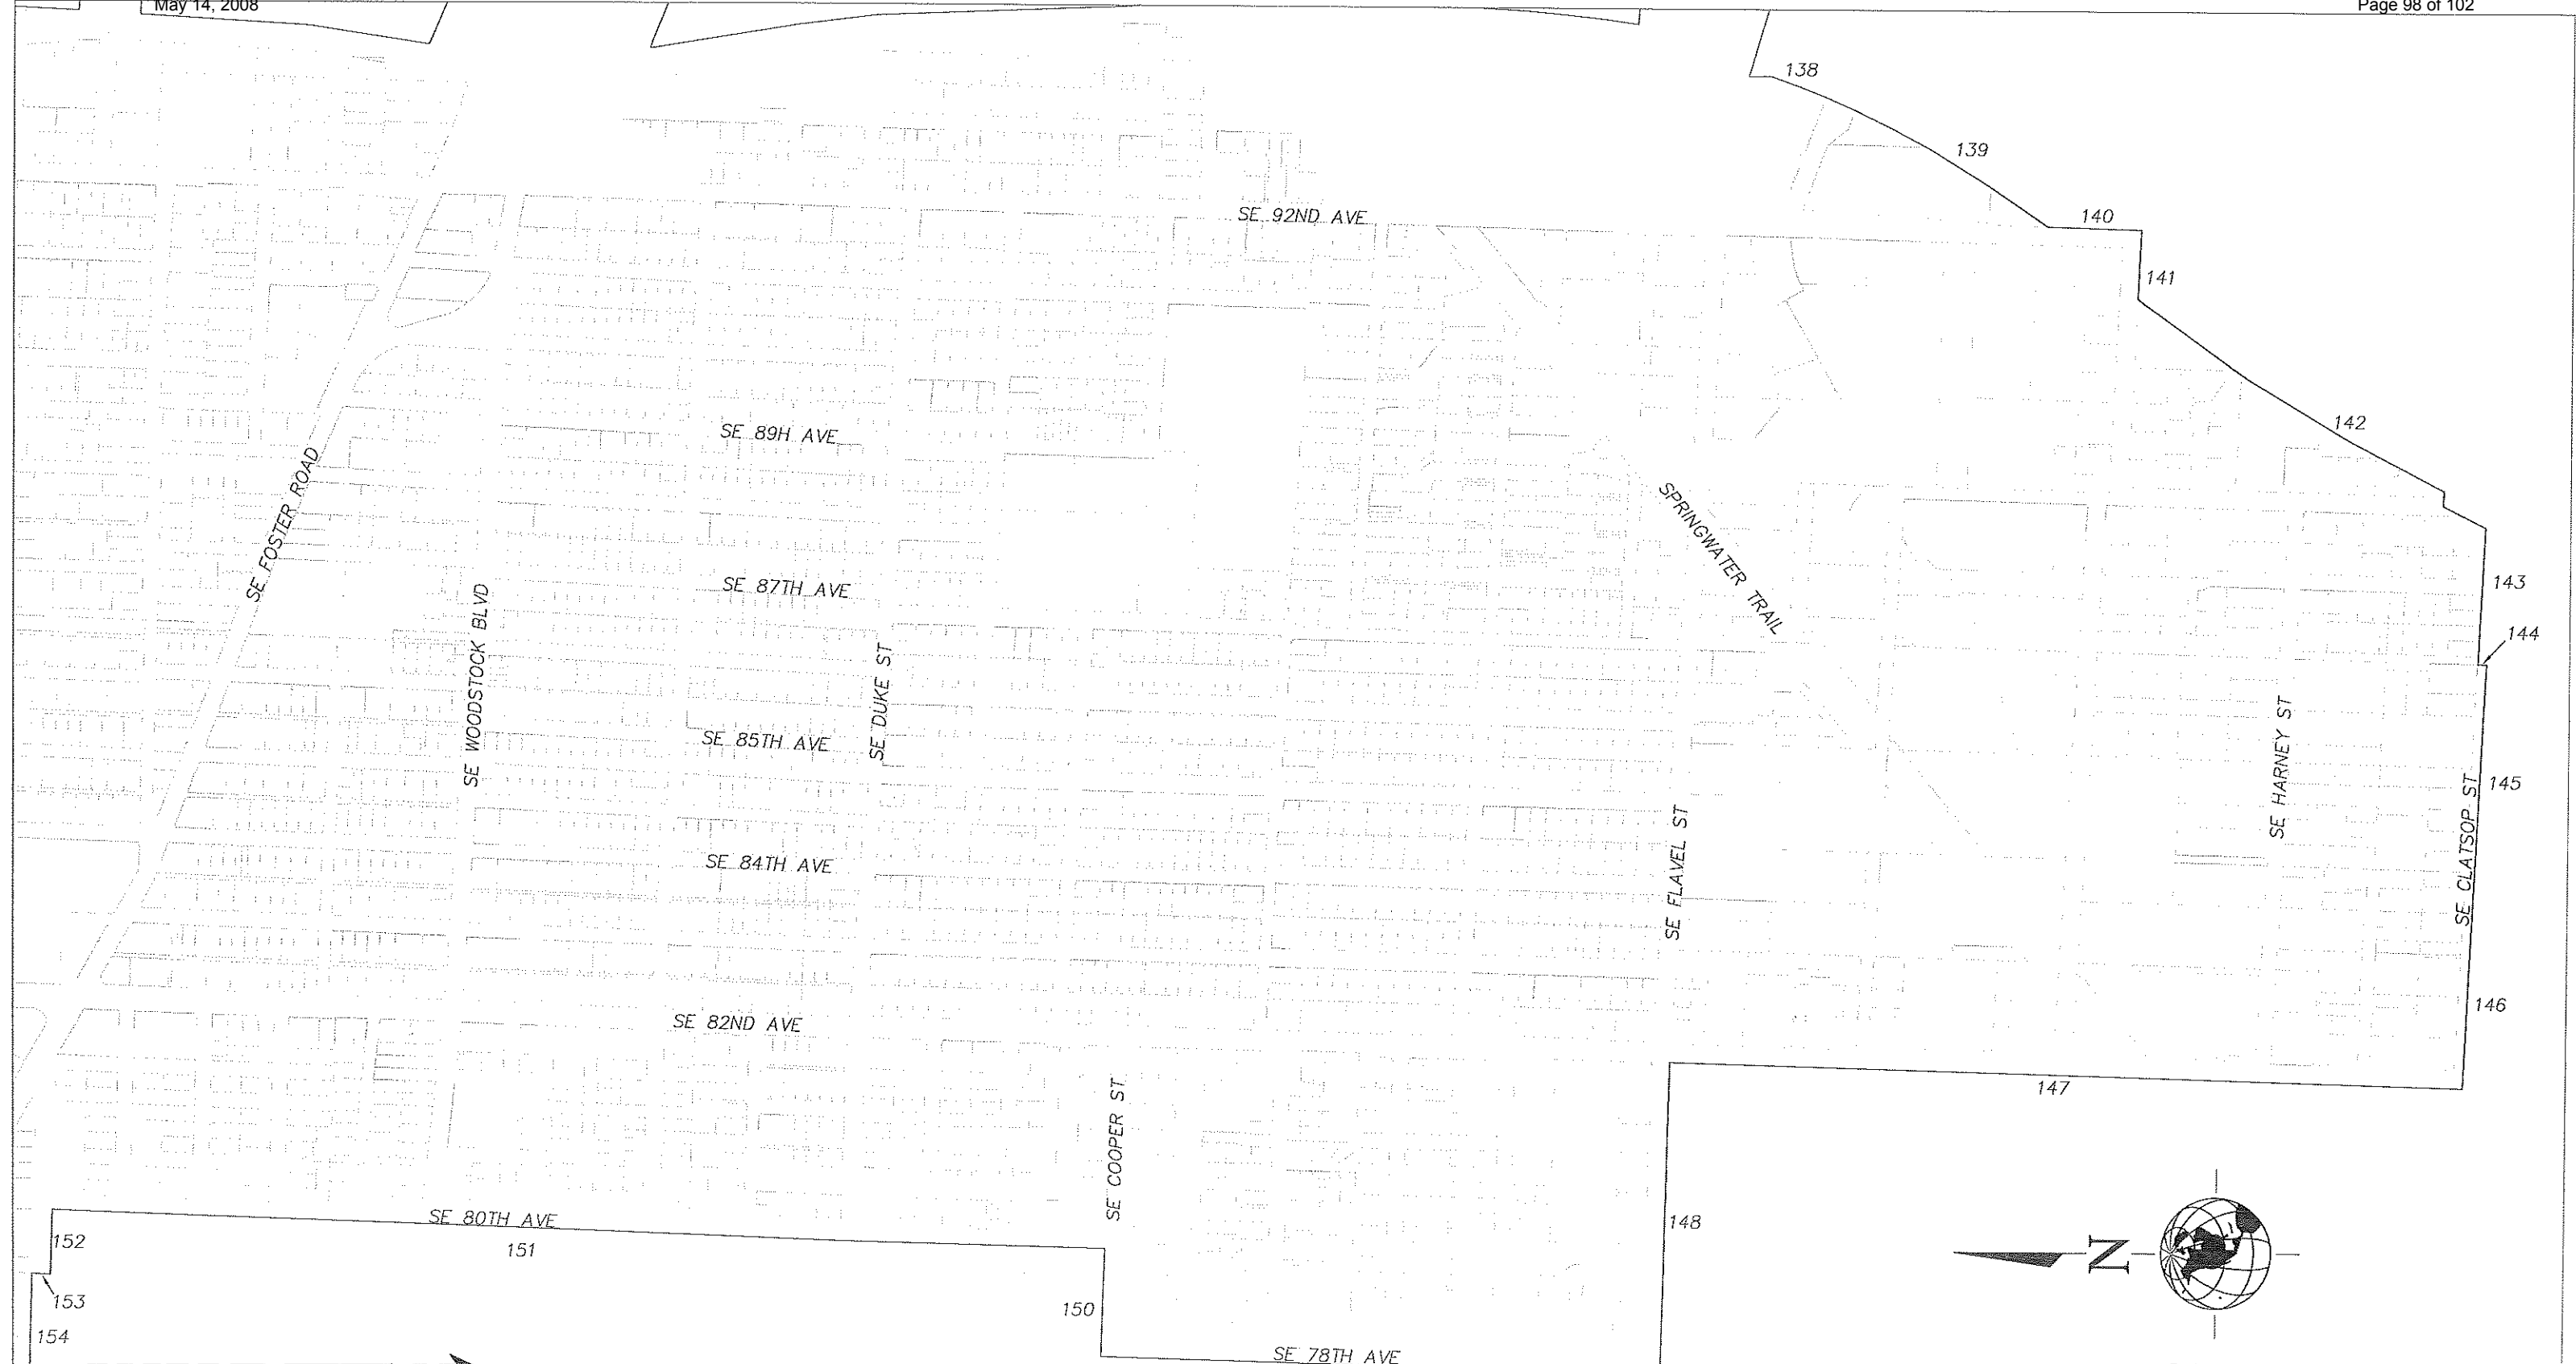 May 14, 2008
Page 98 of 102
138
139
SE 92ND AVE
140
141
142
SE 89H AVE
SE FOSTER ROAD
SPRINGWATER TRAIL
143
SE 87TH AVE
SE WOODSTOCK BLVD
144
SE DUKE ST
SE 85TH AVE
SE HARNEY ST
145
SE CLATSOP ST
SE FLAVEL ST
SE 84TH AVE
146
SE 82ND AVE
147
SE COOPER ST
148
SE 80TH AVE
152
151
N
153
150
154
SE 78TH AVE